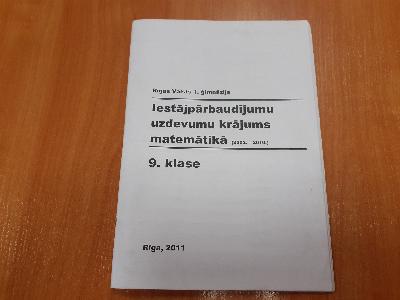 Rīgas Valsts 1. ģimnāzija
Iestājpārbaudījumu
uzdevumu krājums
matemātikā
9. klase
Rīga, 2011